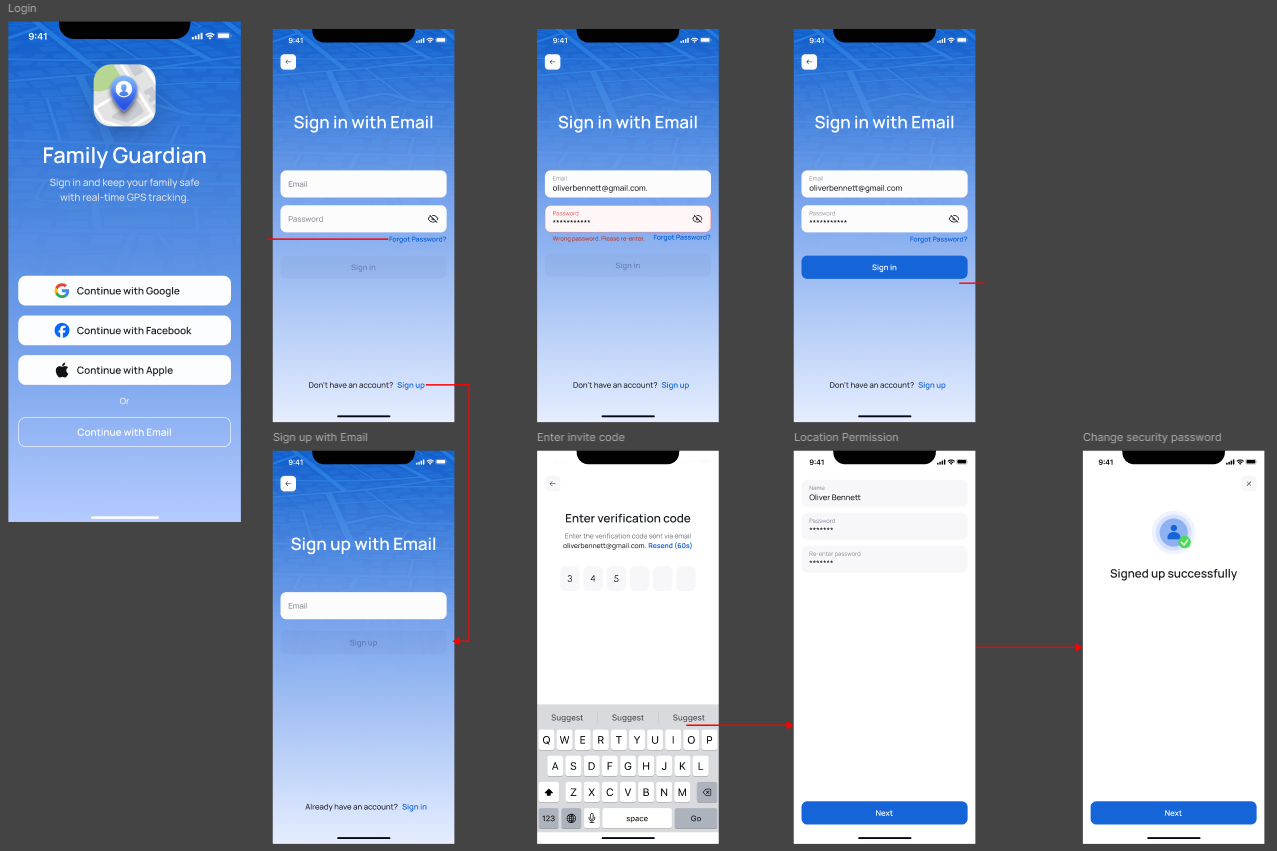 Login
9:41
Family Guardian
Sign in and keep your family safe
with real-time GPS tracking.
Continue with Google
Continue with Facebook
Continue with Apple
Or
Continue with Email
9:41
Sign in with Email
Email
Password
Forgot Password?
Sign in
Don't have an account? Sign up
9:41
Sign in with Email
Email
oliverbennett@gmail.com.
Password
***********
Wrong password. Please re-enter. Forgot Password?
Sign in
Don't have an account? Sign up
9:41
Sign in with Email
Email
oliverbennett@gmail.com
Password
***********
Forgot Password?
Sign in
Don't have an account? Sign up
Sign up with Email
9:41
Sign up with Email
Email
Sign up
Already have an account? Sign in
Enter invite code
Enter verification code
Enter the verification code sent via email
oliverbennett@gmail.com. Resend (60s)
3 4 5
Suggest Suggest Suggest
Q W E R T Y U I O P
A S D F G H J K L
Z X C V B N M
123 space Go
Location Permission
9:41
Name
Oliver Bennett
Password
*******
Re-enter password
*******
Next
Change security password
9:41
Signed up successfully
Next